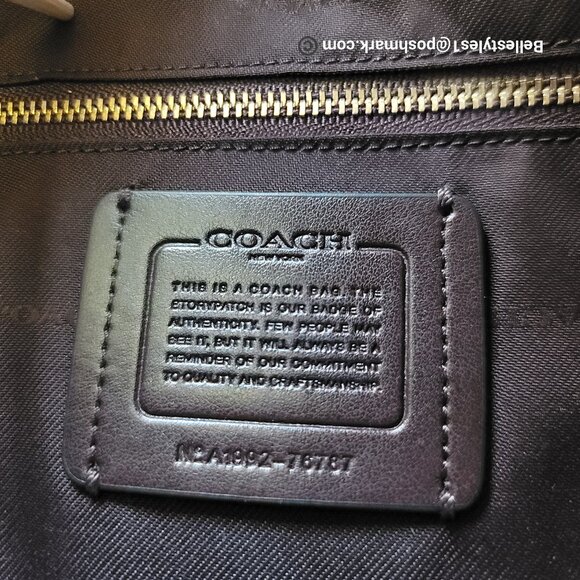 Bellestyles1@poshmark.com ©
COACH
NEW YORK
THIS IS A COACH BAG. THE
STORYPATCH IS OUR BADGE OF
AUTHENTICITY. FEW PEOPLE MAY
SEE IT, BUT IT WILL ALWAYS BE A
REMINDER OF OUR COMMITMENT
TO QUALITY AND CRAFTSMANSHIP.
No A1992-76767